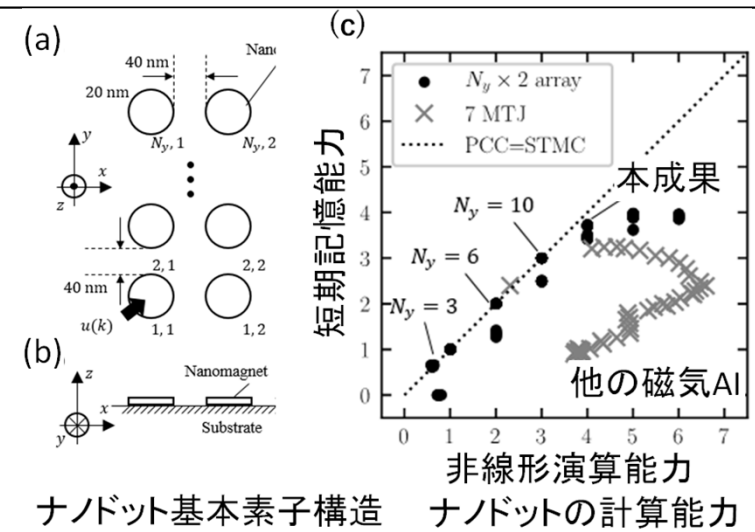 (a)
40 nm
Nano
20 nm
N_y, 1
N_y, 2
y
x
z
2, 1
2, 2
40 nm
u(k)
1, 1
1, 2
(b)
z
x
y
Nanomagnet
Substrate
ナノドット基本素子構造
(c)
短期記憶能力
7
6
5
4
3
2
1
0
N_y × 2 array
7 MTJ
PCC=STMC
本成果
N_y = 10
N_y = 6
N_y = 3
他の磁気AI
0 1 2 3 4 5 6 7
非線形演算能力
ナノドットの計算能力